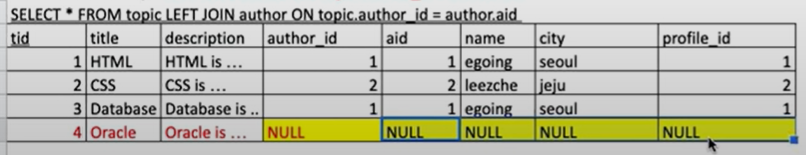 SELECT * FROM topic LEFT JOIN author ON topic.author_id = author.aid
tid title description author_id aid name city profile_id
1 HTML HTML is ... 1 1 egoing seoul 1
2 CSS CSS is ... 2 2 leezche jeju 2
3 Database Database is .. 1 1 egoing seoul 1
4 Oracle Oracle is ... NULL NULL NULL NULL NULL